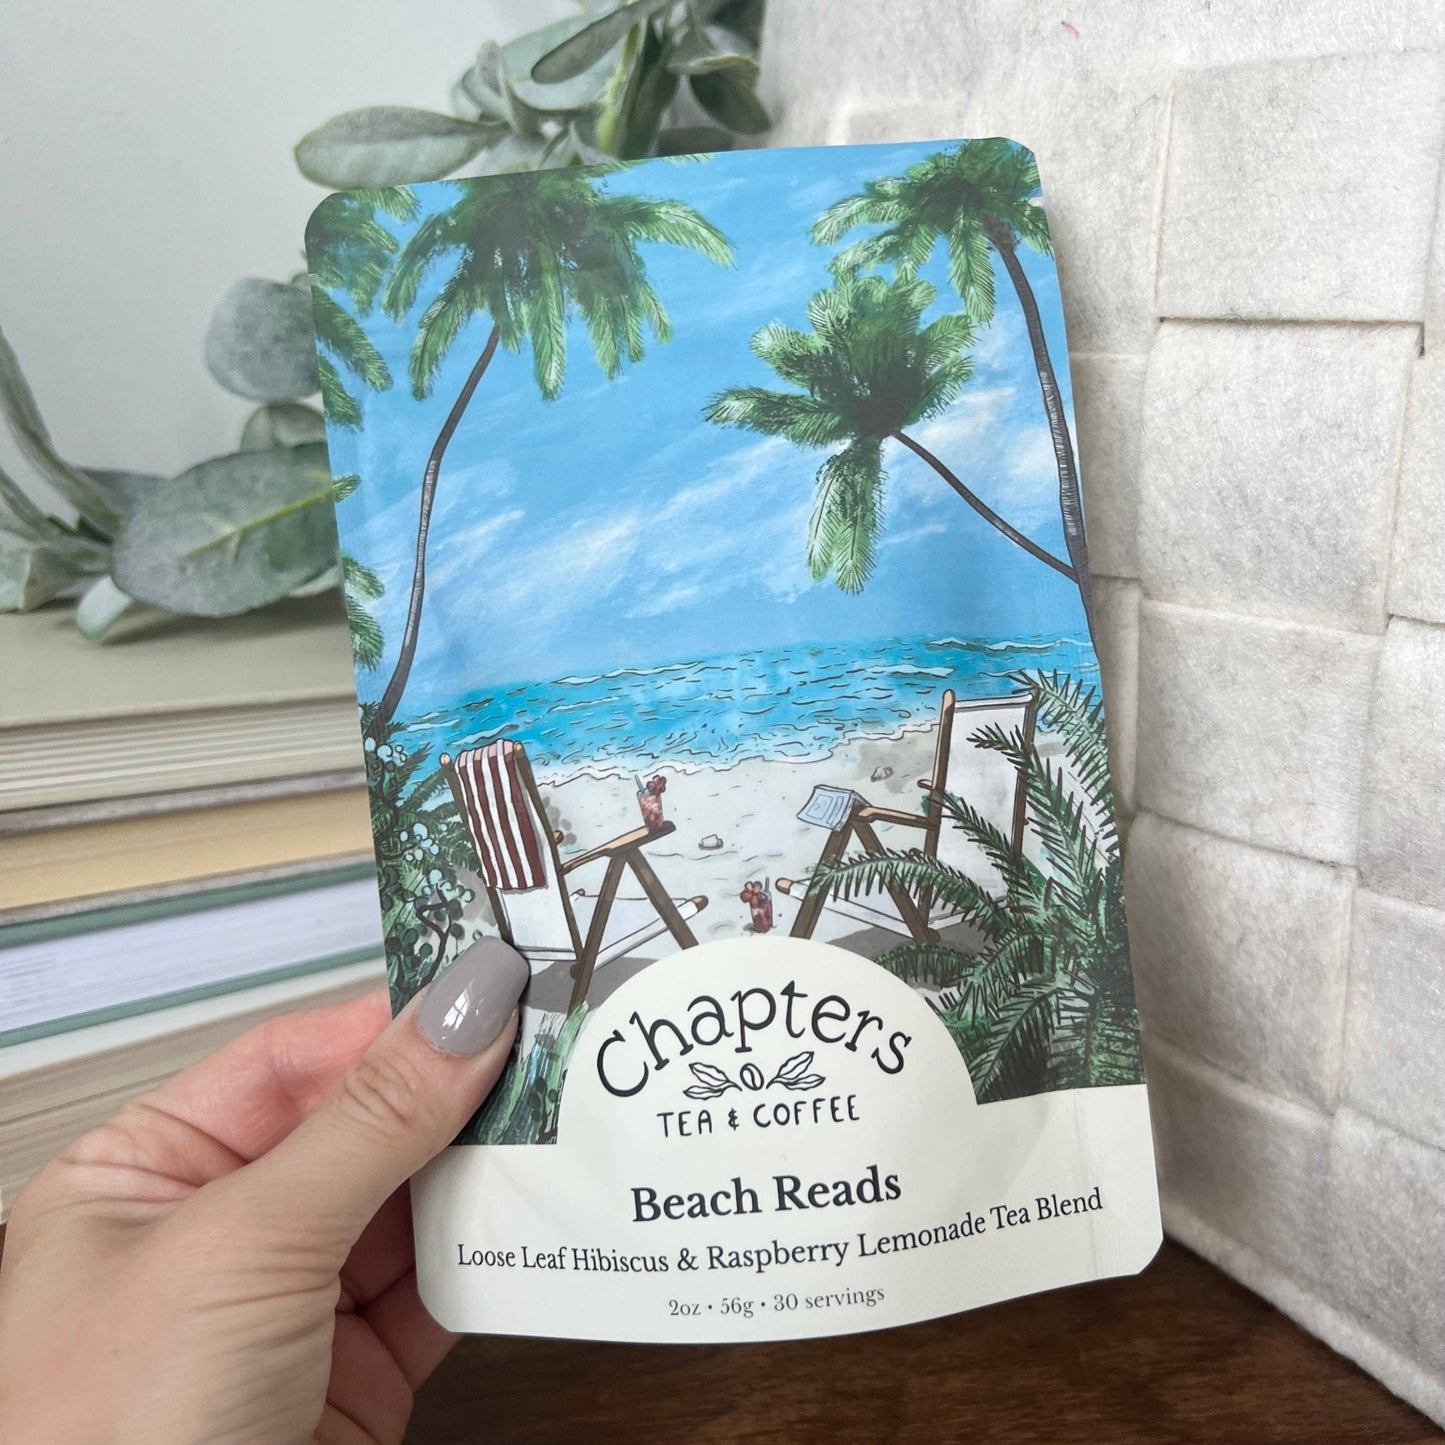 Chapters
TEA & COFFEE
Beach Reads
Loose Leaf Hibiscus & Raspberry Lemonade Tea Blend
2oz • 56g • 30 servings